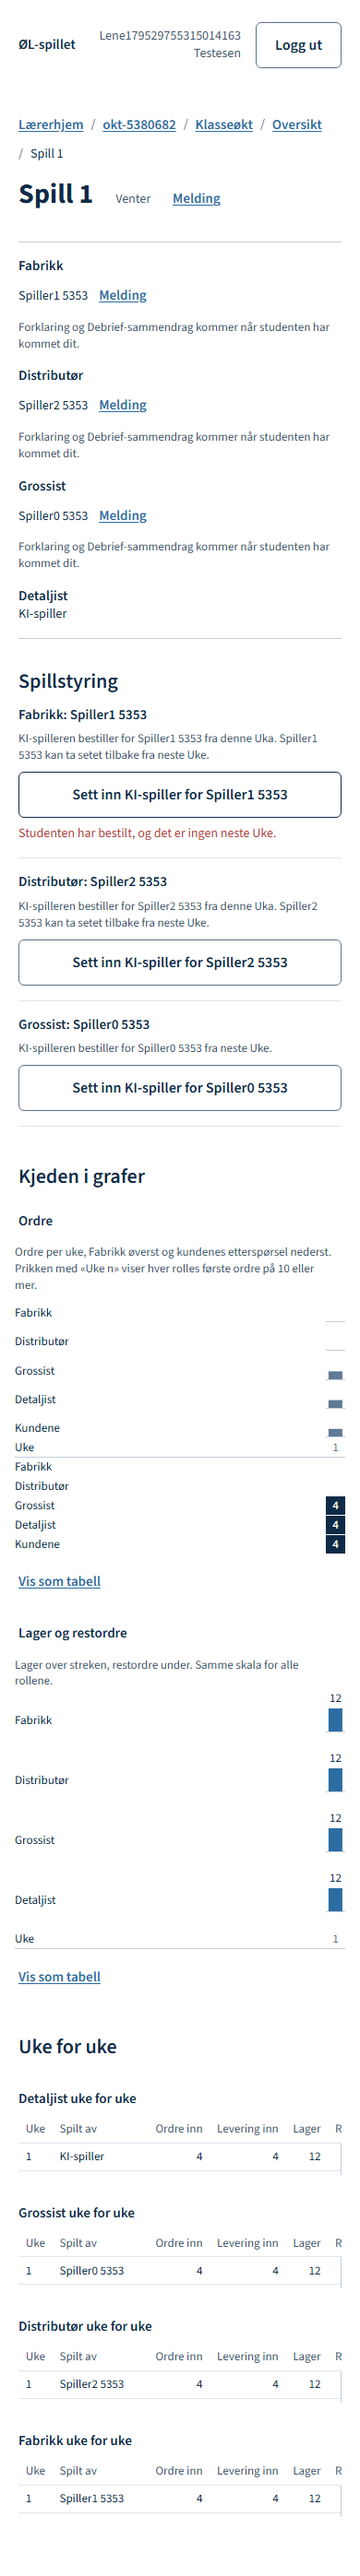 ØL-spillet
Lene179529755315014163
Testesen
Logg ut
Lærerhjem / okt-5380682 / Klasseøkt / Oversikt
/ Spill 1
Spill 1 Venter Melding
Fabrikk
Spiller1 5353 Melding
Forklaring og Debrief-sammendrag kommer når studenten har
kommet dit.
Distributør
Spiller2 5353 Melding
Forklaring og Debrief-sammendrag kommer når studenten har
kommet dit.
Grossist
Spiller0 5353 Melding
Forklaring og Debrief-sammendrag kommer når studenten har
kommet dit.
Detaljist
KI-spiller
Spillstyring
Fabrikk: Spiller1 5353
KI-spilleren bestiller for Spiller1 5353 fra denne Uka. Spiller1
5353 kan ta setet tilbake fra neste Uke.
Sett inn KI-spiller for Spiller1 5353
Studenten har bestilt, og det er ingen neste Uke.
Distributør: Spiller2 5353
KI-spilleren bestiller for Spiller2 5353 fra denne Uka. Spiller2
5353 kan ta setet tilbake fra neste Uke.
Sett inn KI-spiller for Spiller2 5353
Grossist: Spiller0 5353
KI-spilleren bestiller for Spiller0 5353 fra neste Uke.
Sett inn KI-spiller for Spiller0 5353
Kjeden i grafer
Ordre
Ordre per uke, Fabrikk øverst og kundenes etterspørsel nederst.
Prikken med «Uke n» viser hver rolles første ordre på 10 eller
mer.
Fabrikk
Distributør
Grossist
Detaljist
Kundene
Uke 1
Fabrikk
Distributør
Grossist 4
Detaljist 4
Kundene 4
Vis som tabell
Lager og restordre
Lager over streken, restordre under. Samme skala for alle
rollene.
12
Fabrikk
12
Distributør
12
Grossist
12
Detaljist
Uke 1
Vis som tabell
Uke for uke
Detaljist uke for uke
Uke Spilt av Ordre inn Levering inn Lager R
1 KI-spiller 4 4 12
Grossist uke for uke
Uke Spilt av Ordre inn Levering inn Lager R
1 Spiller0 5353 4 4 12
Distributør uke for uke
Uke Spilt av Ordre inn Levering inn Lager R
1 Spiller2 5353 4 4 12
Fabrikk uke for uke
Uke Spilt av Ordre inn Levering inn Lager R
1 Spiller1 5353 4 4 12